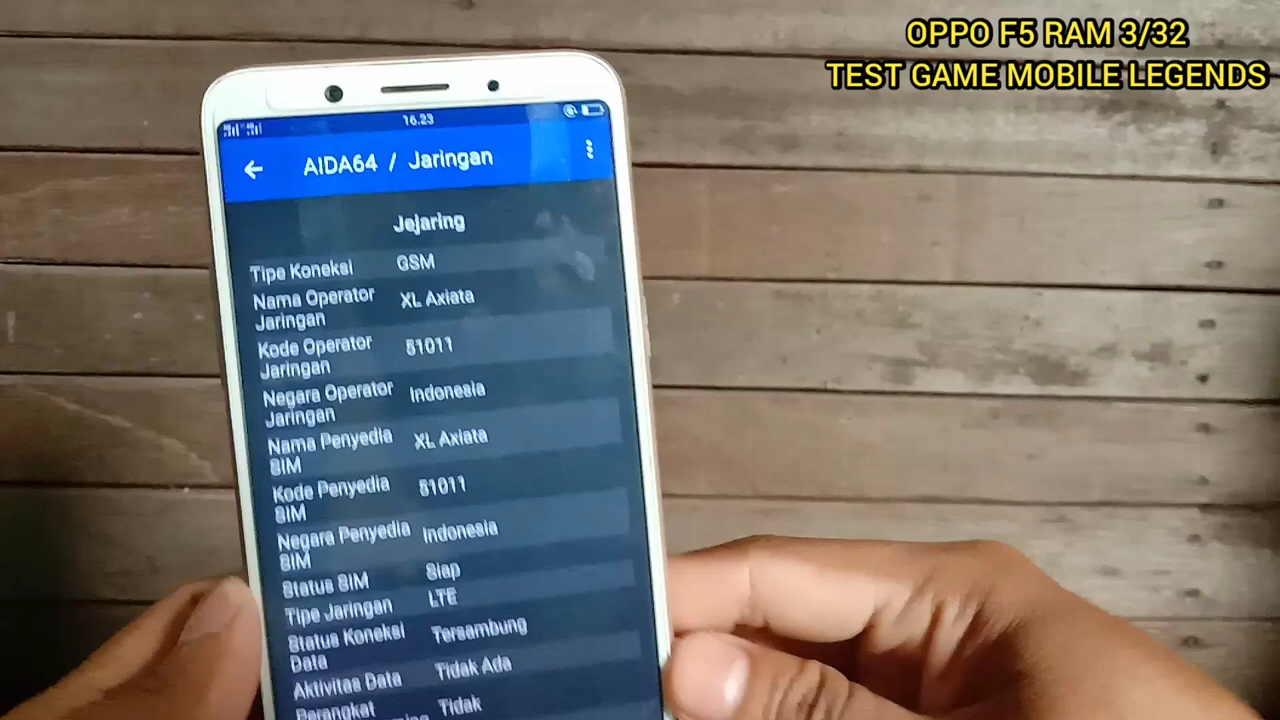 OPPO F5 RAM 3/32
TEST GAME MOBILE LEGENDS
16.23
AIDA64 / Jaringan
Jejaring
Tipe Koneksi GSM
Nama Operator
Jaringan XL Axiata
Kode Operator
Jaringan 51011
Negara Operator
Jaringan Indonesia
Nama Penyedia
SIM XL Axiata
Kode Penyedia
SIM 51011
Negara Penyedia
SIM Indonesia
Status SIM Siap
Tipe Jaringan LTE
Status Koneksi
Data Tersambung
Aktivitas Data Tidak Ada
Perangkat Tidak